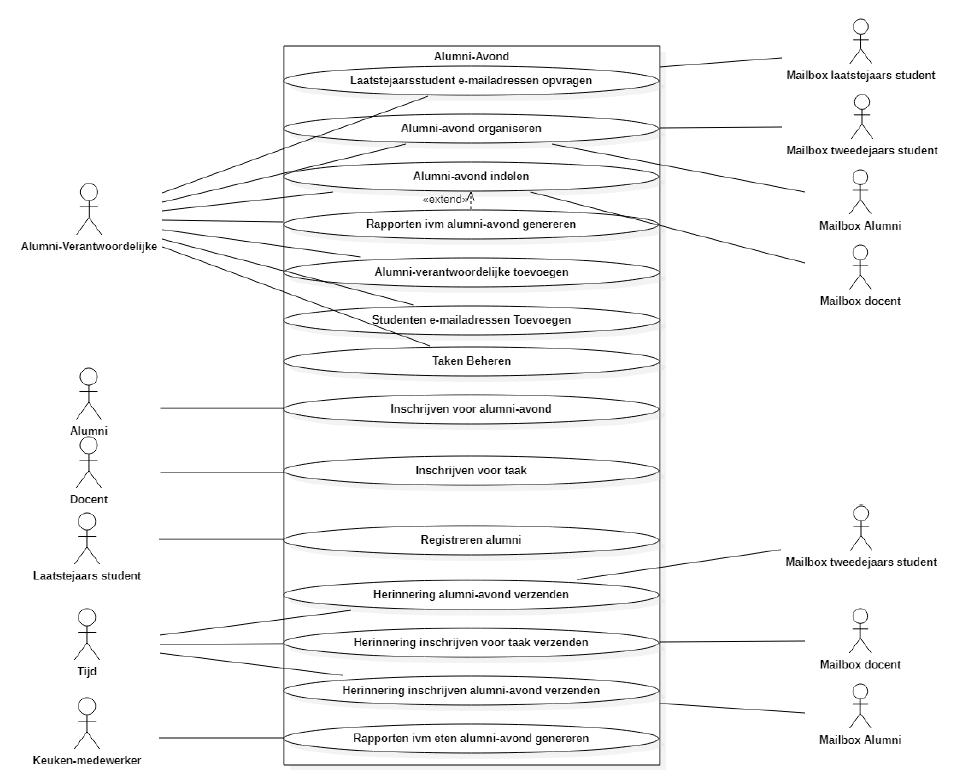 Alumni-Avond
Laatstejaarsstudent e-mailadressen opvragen
Mailbox laatstejaars student
Alumni-avond organiseren
Mailbox tweedejaars student
Alumni-avond indelen
«extend»
Mailbox Alumni
Rapporten ivm alumni-avond genereren
Alumni-Verantwoordelijke
Alumni-verantwoordelijke toevoegen
Mailbox docent
Studenten e-mailadressen Toevoegen
Taken Beheren
Inschrijven voor alumni-avond
Alumni
Inschrijven voor taak
Docent
Registreren alumni
Laatstejaars student
Mailbox tweedejaars student
Herinnering alumni-avond verzenden
Herinnering inschrijven voor taak verzenden
Tijd
Mailbox docent
Herinnering inschrijven alumni-avond verzenden
Rapporten ivm eten alumni-avond genereren
Mailbox Alumni
Keuken-medewerker